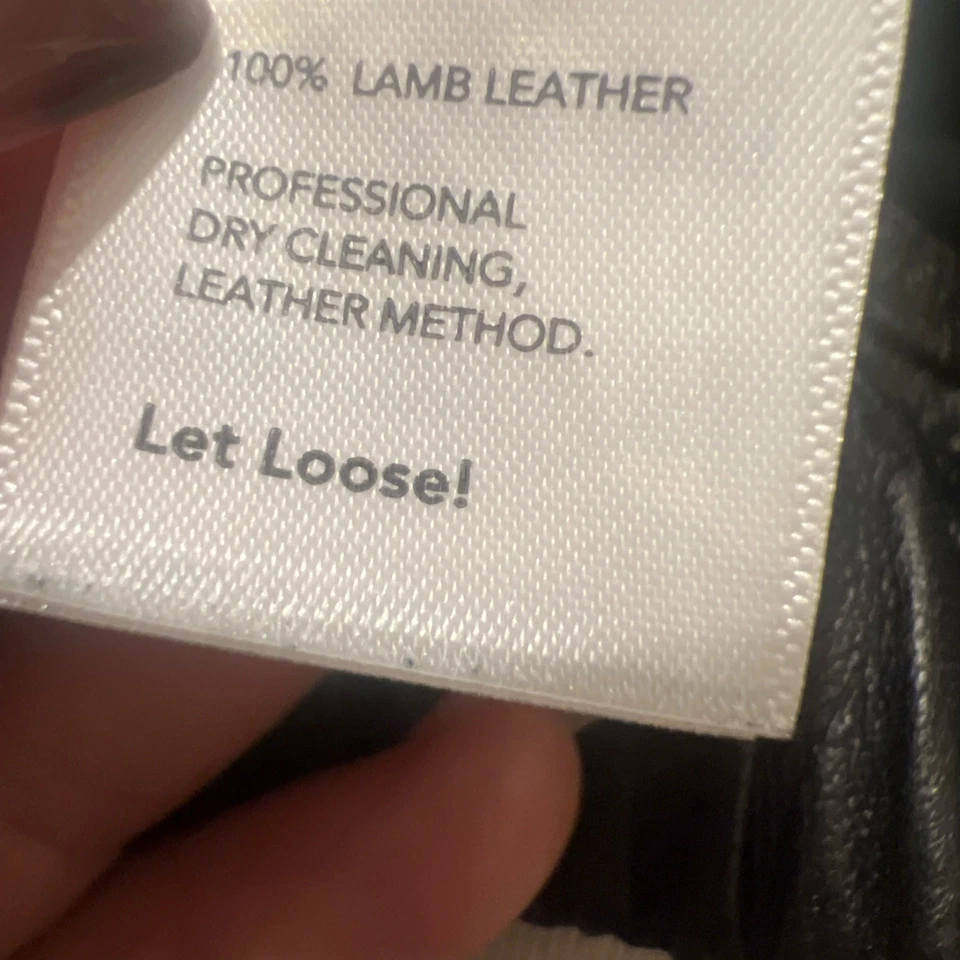 100% LAMB LEATHER
PROFESSIONAL
DRY CLEANING,
LEATHER METHOD.
Let Loose!